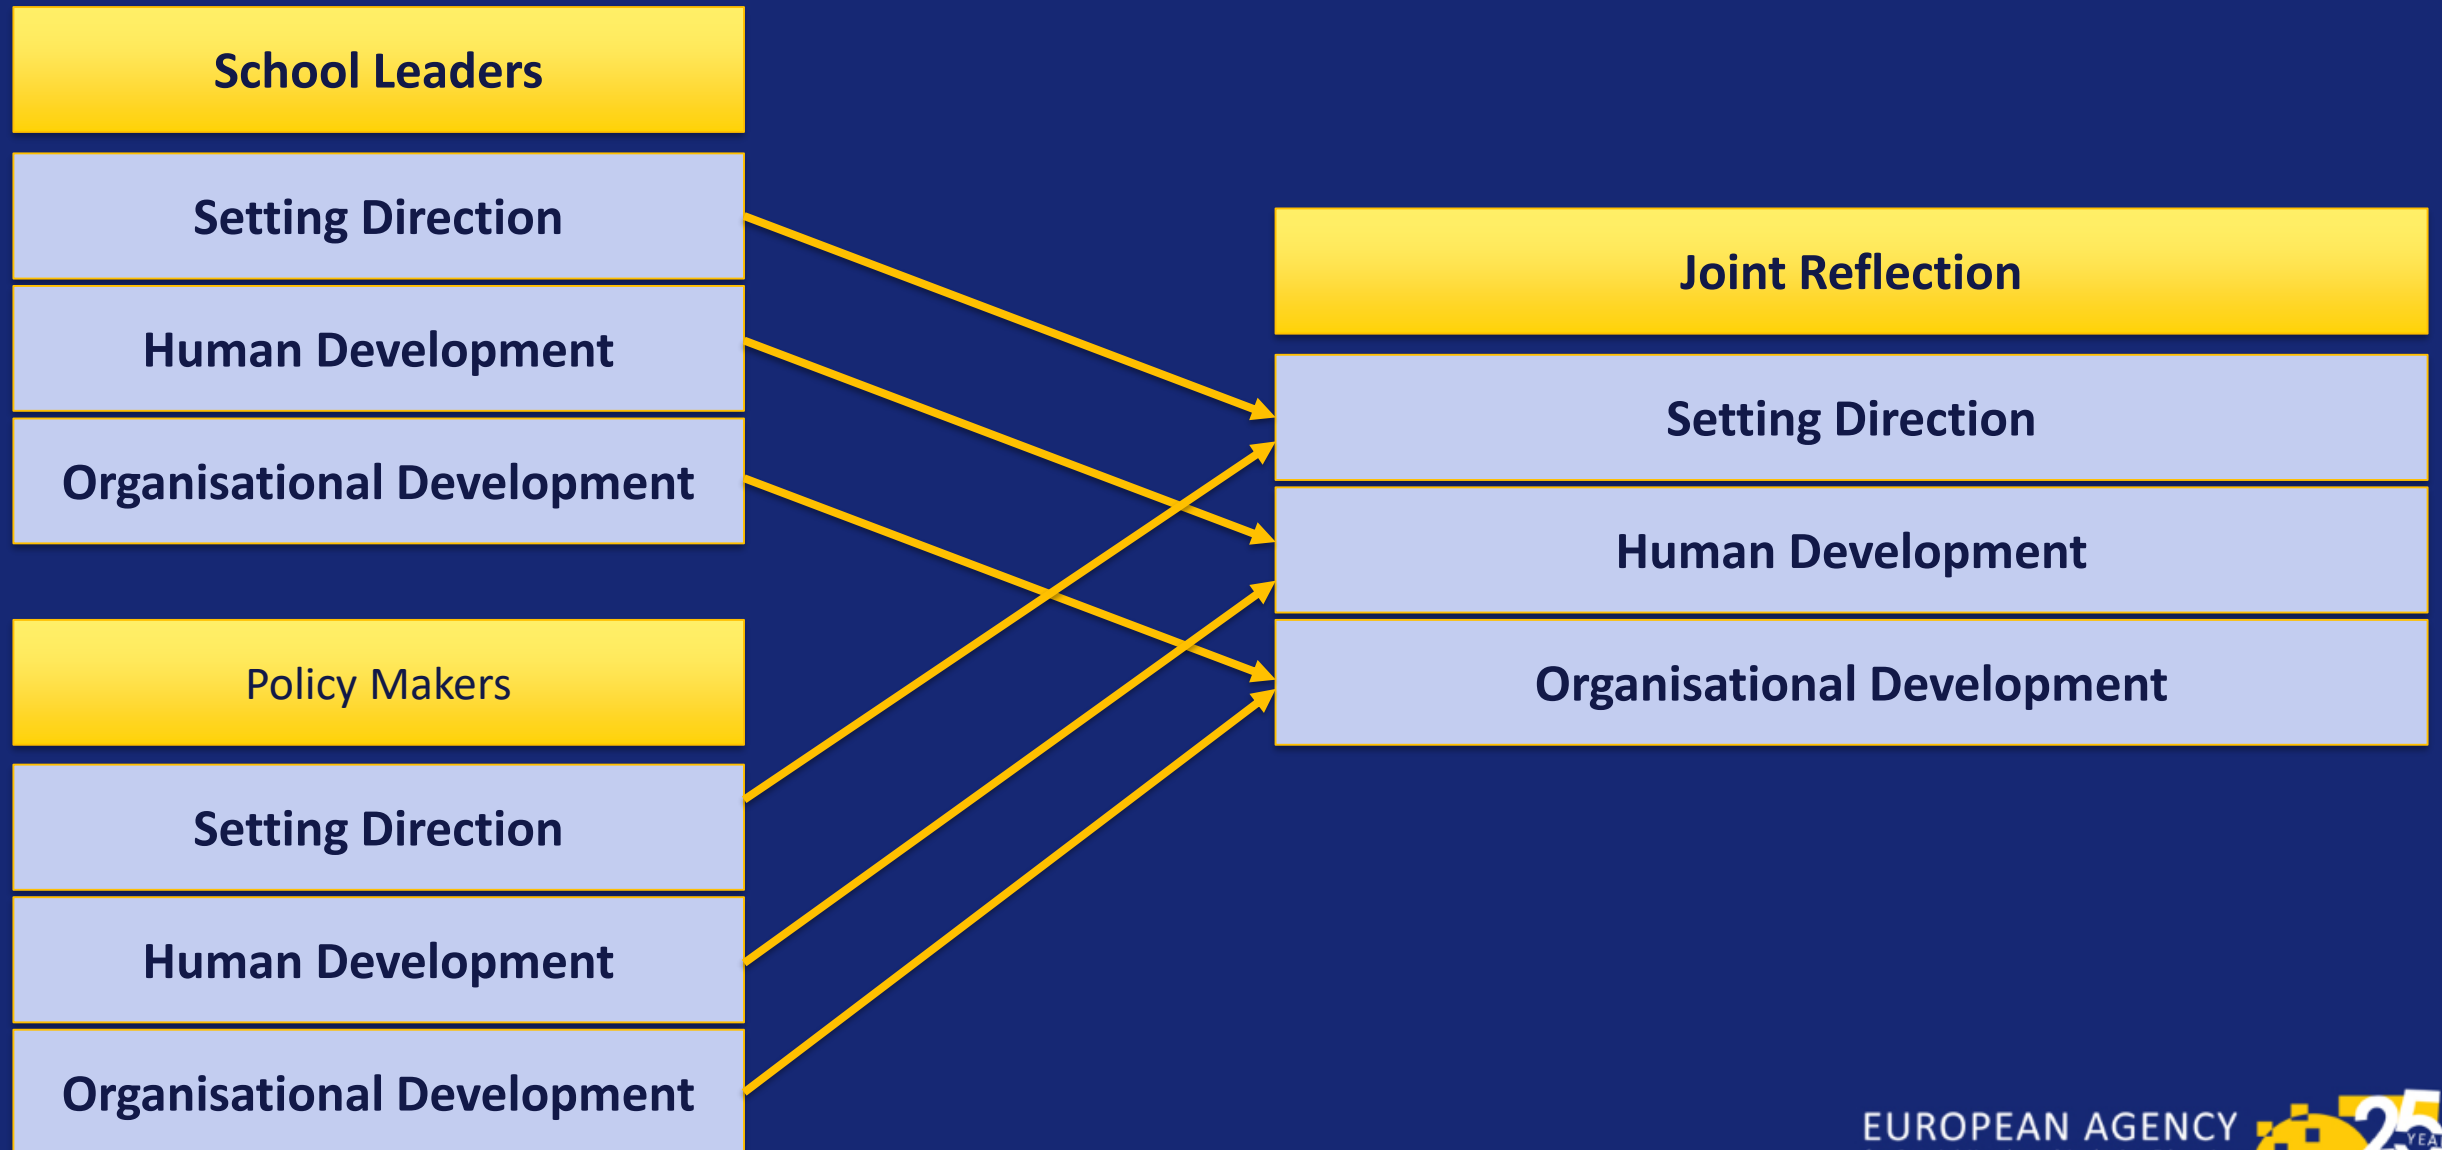 School Leaders
Setting Direction
Human Development
Organisational Development
Policy Makers
Setting Direction
Human Development
Organisational Development
Joint Reflection
Setting Direction
Human Development
Organisational Development
EUROPEAN AGENCY
25